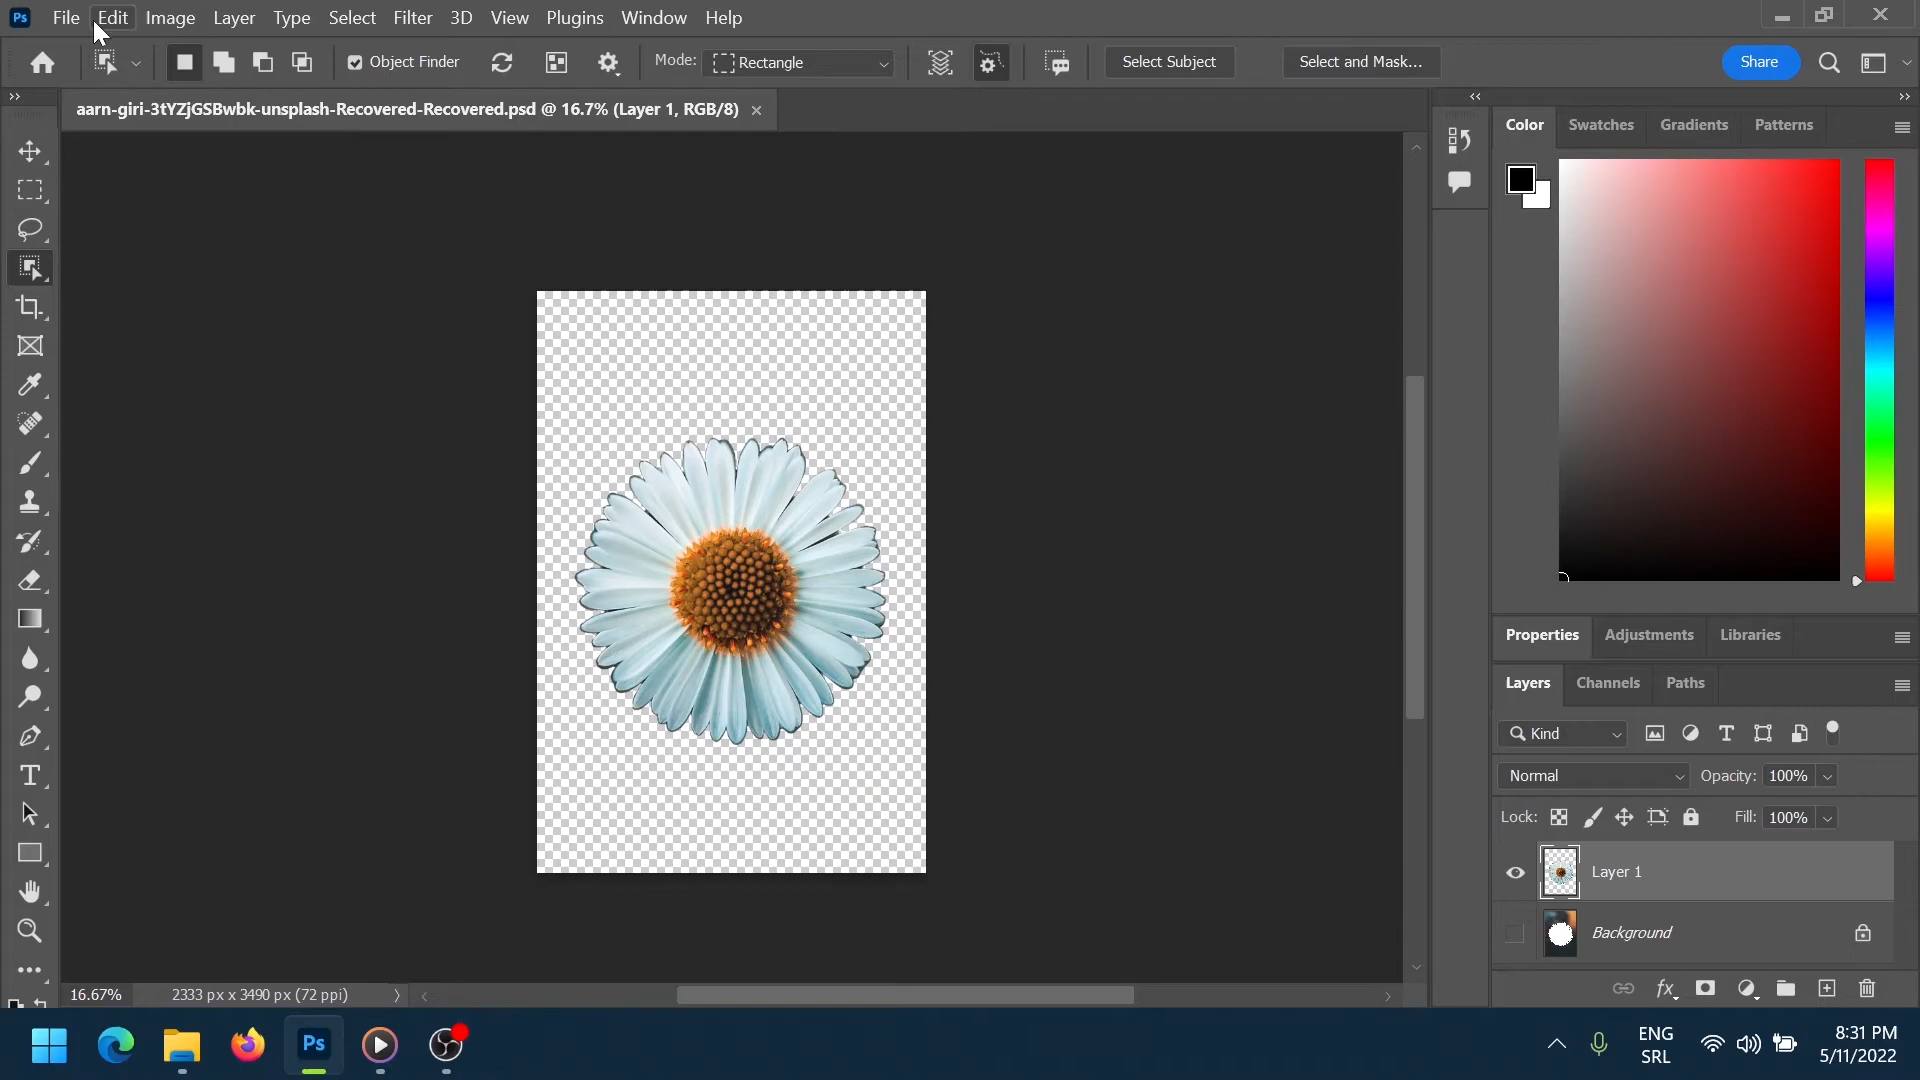 Ps File Edit Image Layer Type Select Filter 3D View Plugins Window Help
Object Finder Mode: Rectangle Select Subject Select and Mask... Share
aarn-giri-3tYZjGSBwbk-unsplash-Recovered-Recovered.psd @ 16.7% (Layer 1, RGB/8)
Color Swatches Gradients Patterns
Properties Adjustments Libraries
Layers Channels Paths
Kind
Normal Opacity: 100%
Lock: Fill: 100%
Layer 1
Background
fx
16.67% 2333 px x 3490 px (72 ppi)
Ps
ENG
SRL
8:31 PM
5/11/2022